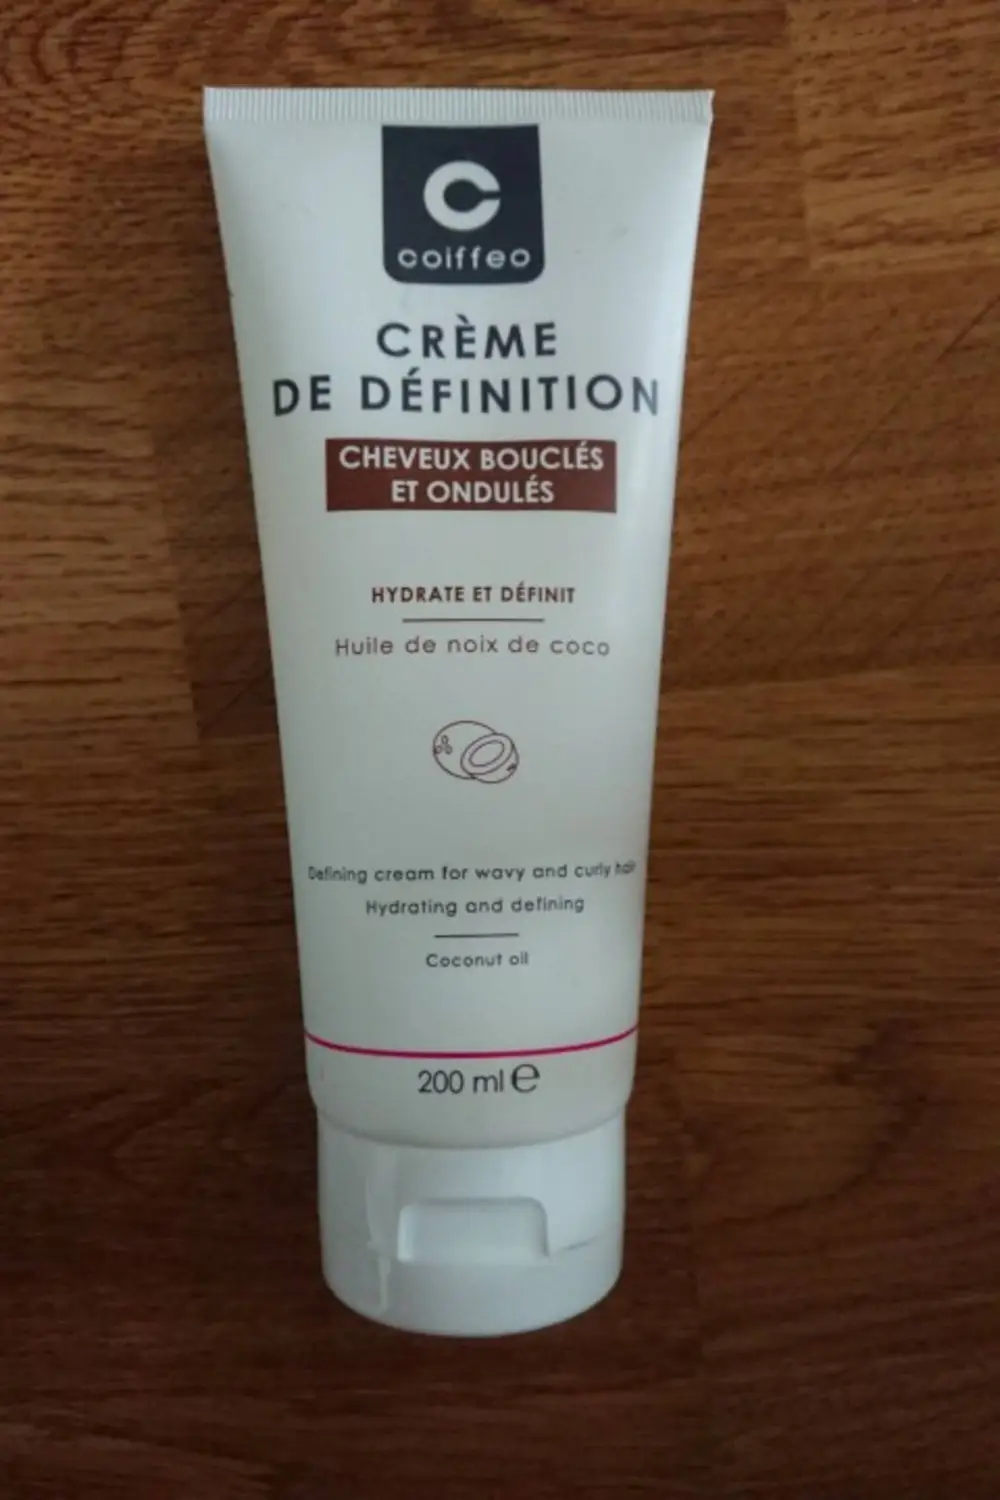 C
coiffeo
CRÈME
DE DÉFINITION
CHEVEUX BOUCLÉS
ET ONDULÉS
HYDRATE ET DÉFINIT
Huile de noix de coco
Defining cream for wavy and curly hair
Hydrating and defining
Coconut oil
200 ml ℮